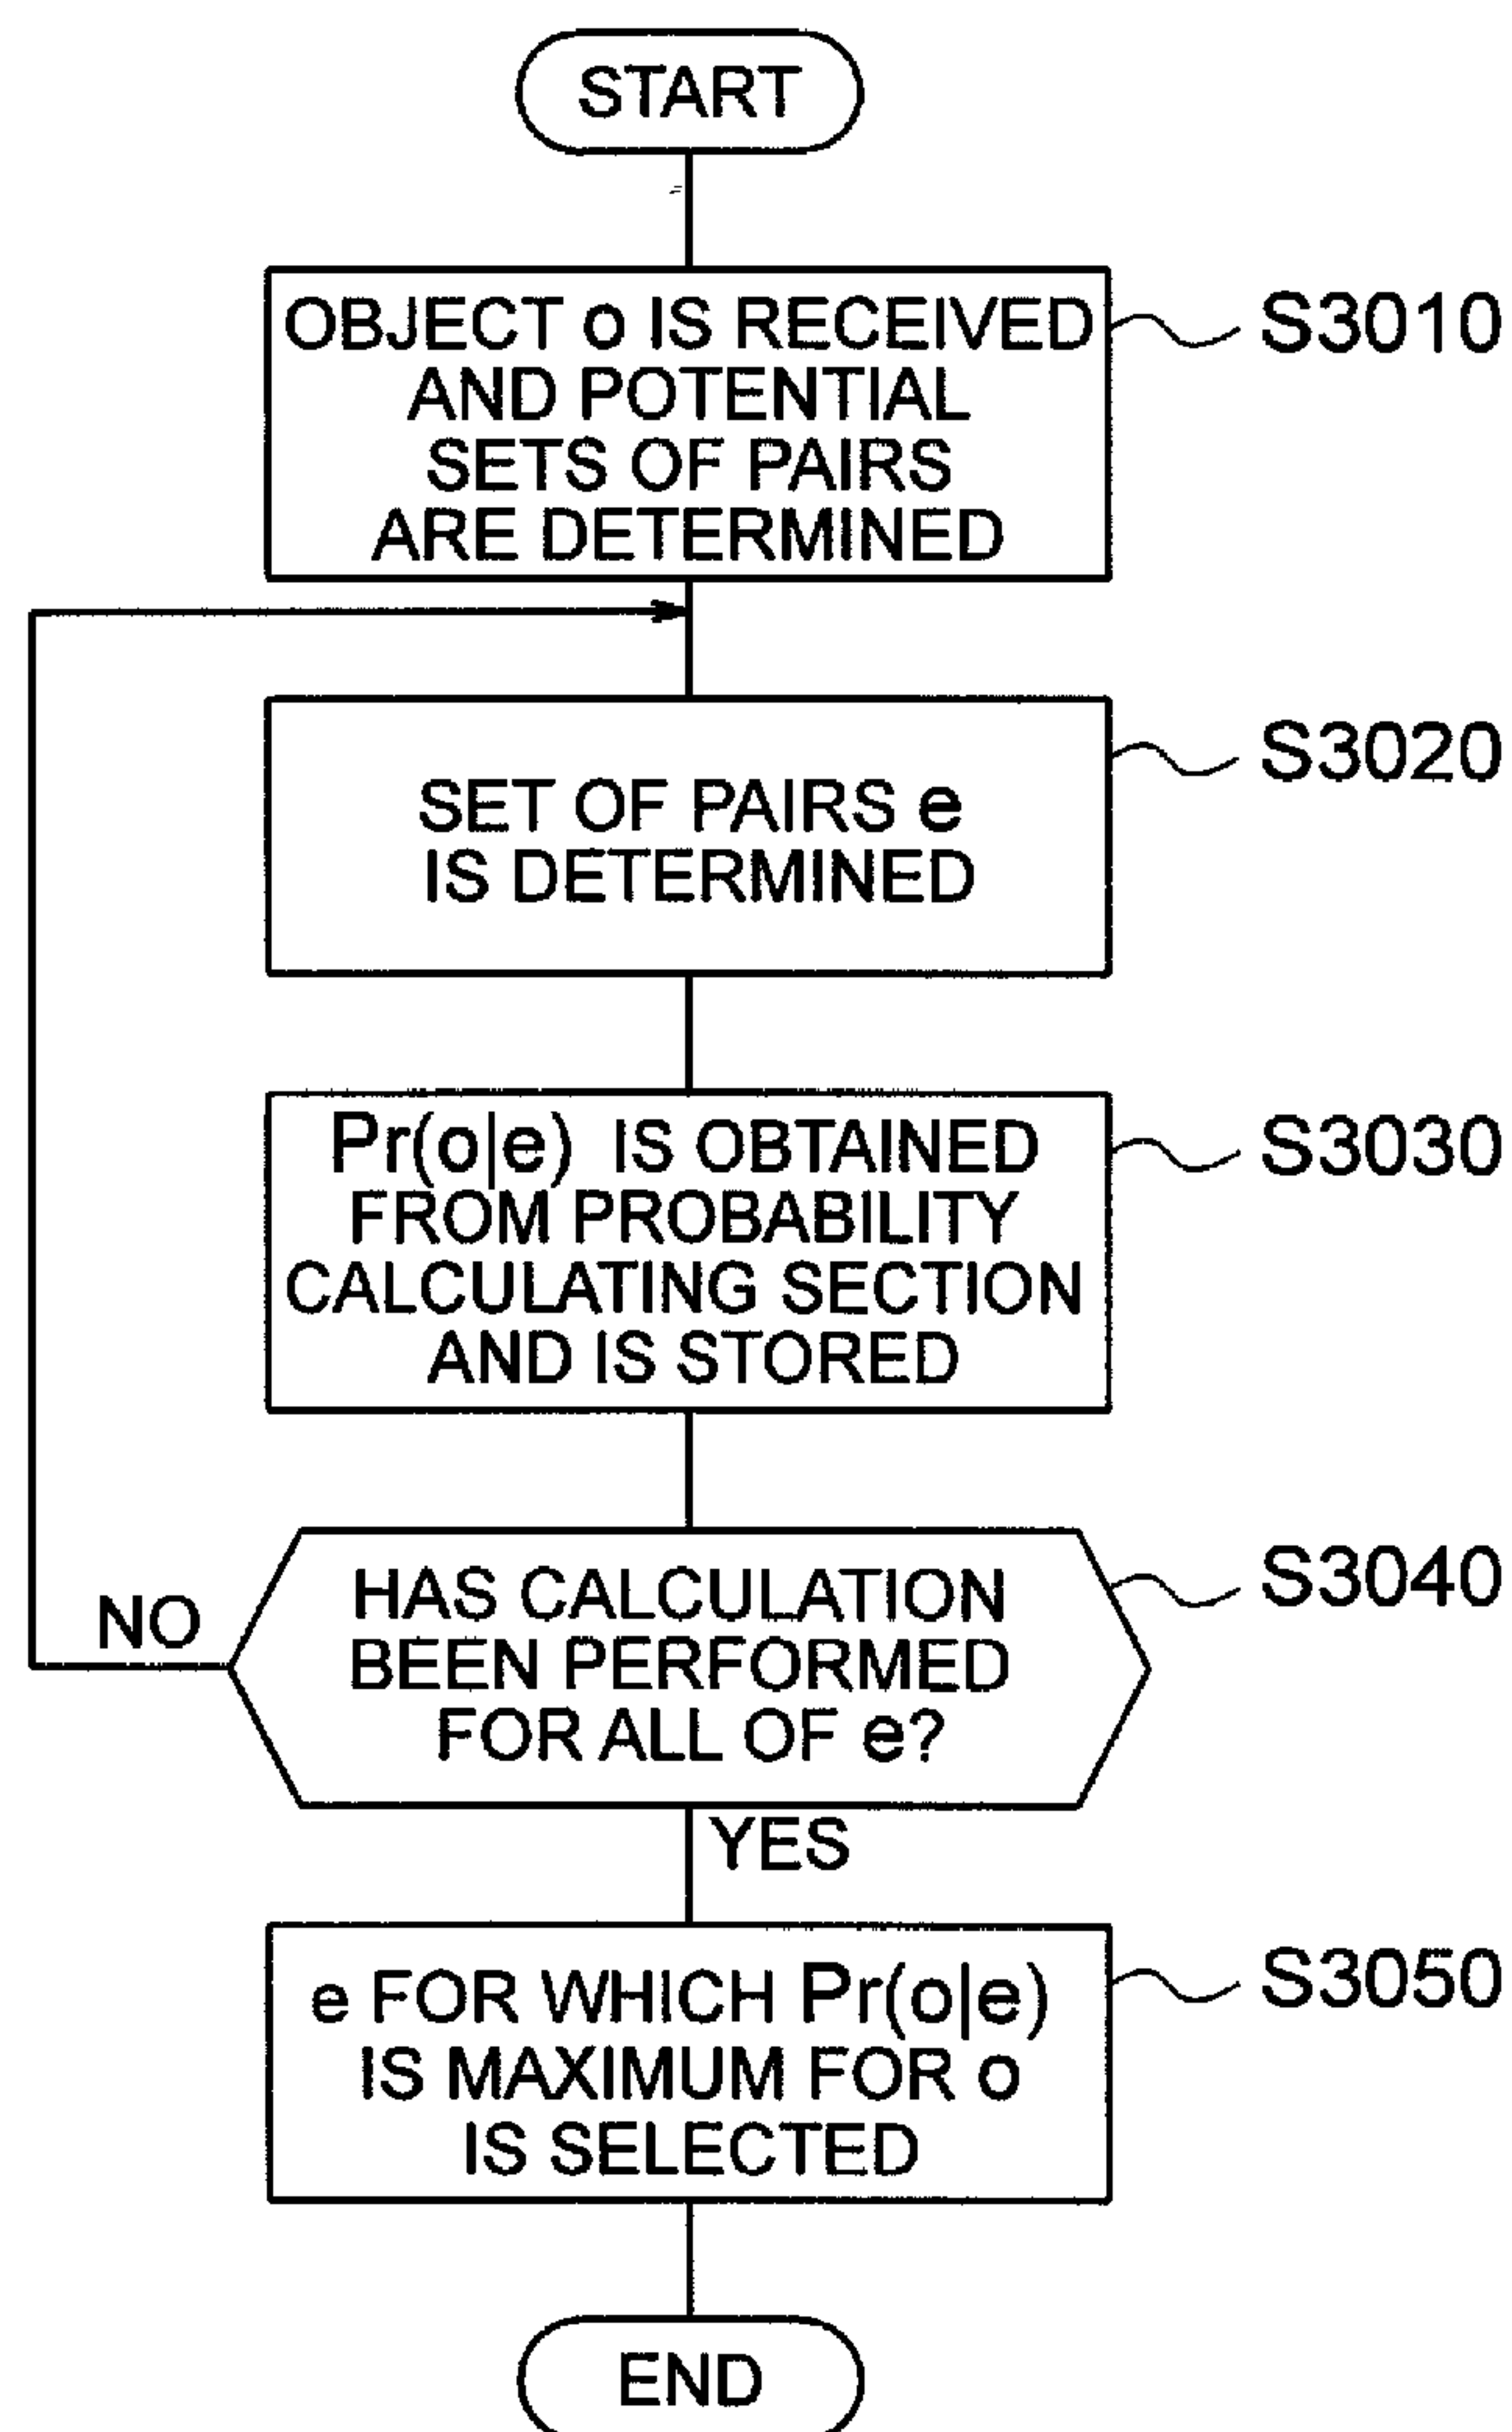 START
OBJECT o IS RECEIVED
AND POTENTIAL
SETS OF PAIRS
ARE DETERMINED
S3010
SET OF PAIRS e
IS DETERMINED
S3020
Pr(o|e) IS OBTAINED
FROM PROBABILITY
CALCULATING SECTION
AND IS STORED
S3030
HAS CALCULATION
BEEN PERFORMED
FOR ALL OF e?
S3040
NO
YES
e FOR WHICH Pr(o|e)
IS MAXIMUM FOR o
IS SELECTED
S3050
END